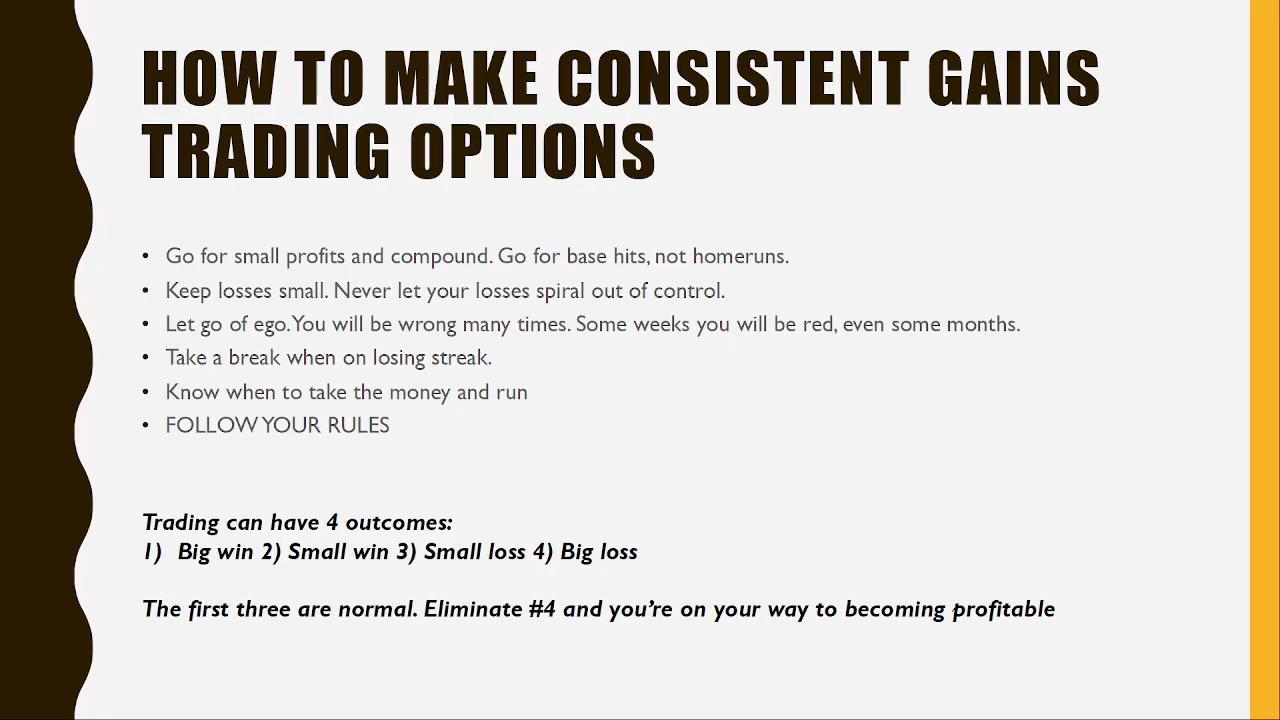 HOW TO MAKE CONSISTENT GAINS
TRADING OPTIONS
• Go for small profits and compound. Go for base hits, not homeruns.
• Keep losses small. Never let your losses spiral out of control.
• Let go of ego. You will be wrong many times. Some weeks you will be red, even some months.
• Take a break when on losing streak.
• Know when to take the money and run
• FOLLOW YOUR RULES
Trading can have 4 outcomes:
1) Big win 2) Small win 3) Small loss 4) Big loss
The first three are normal. Eliminate #4 and you’re on your way to becoming profitable